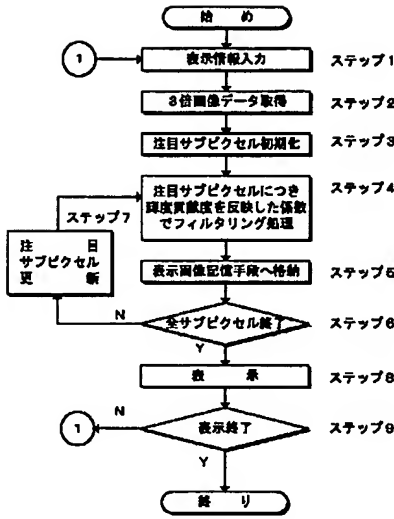 始 め
1
表示情報入力
ステップ1
3倍画像データ取得
ステップ2
注目サブピクセル初期化
ステップ3
注目サブピクセルにつき
輝度貢献度を反映した係数
でフィルタリング処理
ステップ4
ステップ7
注 目
サブピクセル
更 新
表示画像記憶手段へ格納
ステップ5
N
全サブピクセル終了
ステップ6
Y
表 示
ステップ8
1
N
表示終了
ステップ9
Y
終 り